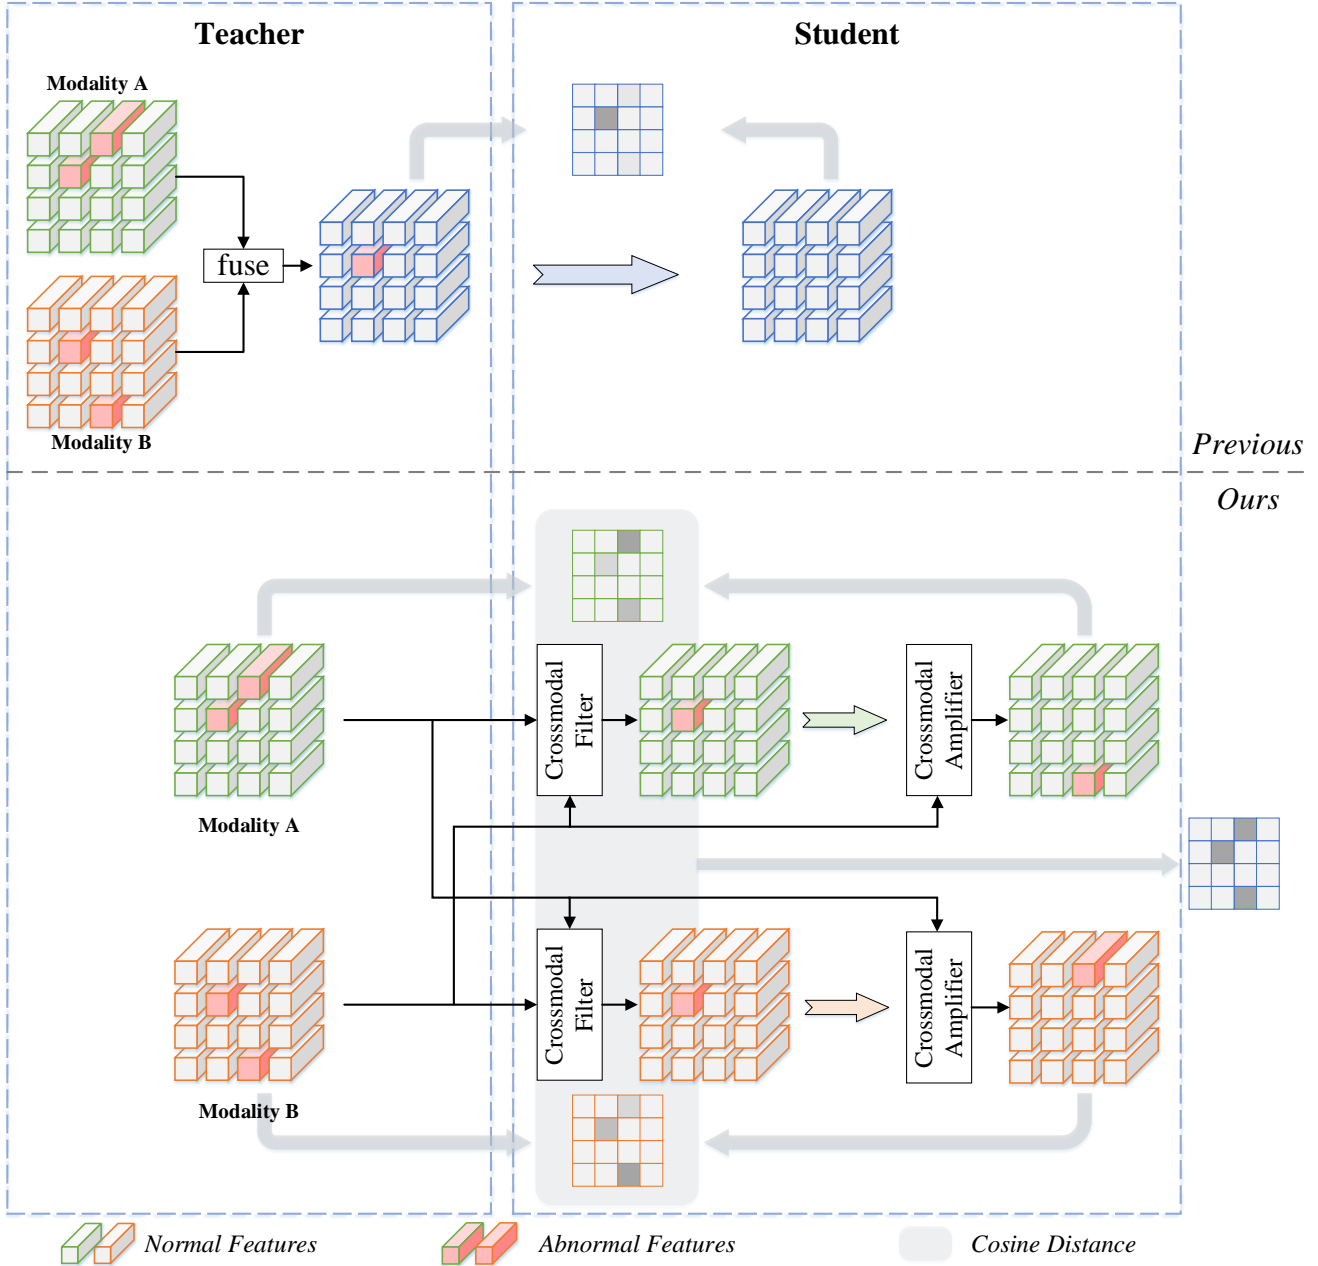 Teacher
Student
Modality A
fuse
Modality B
Previous
Ours
Crossmodal
Filter
Crossmodal
Amplifier
Modality A
Crossmodal
Filter
Crossmodal
Amplifier
Modality B
Normal Features
Abnormal Features
Cosine Distance